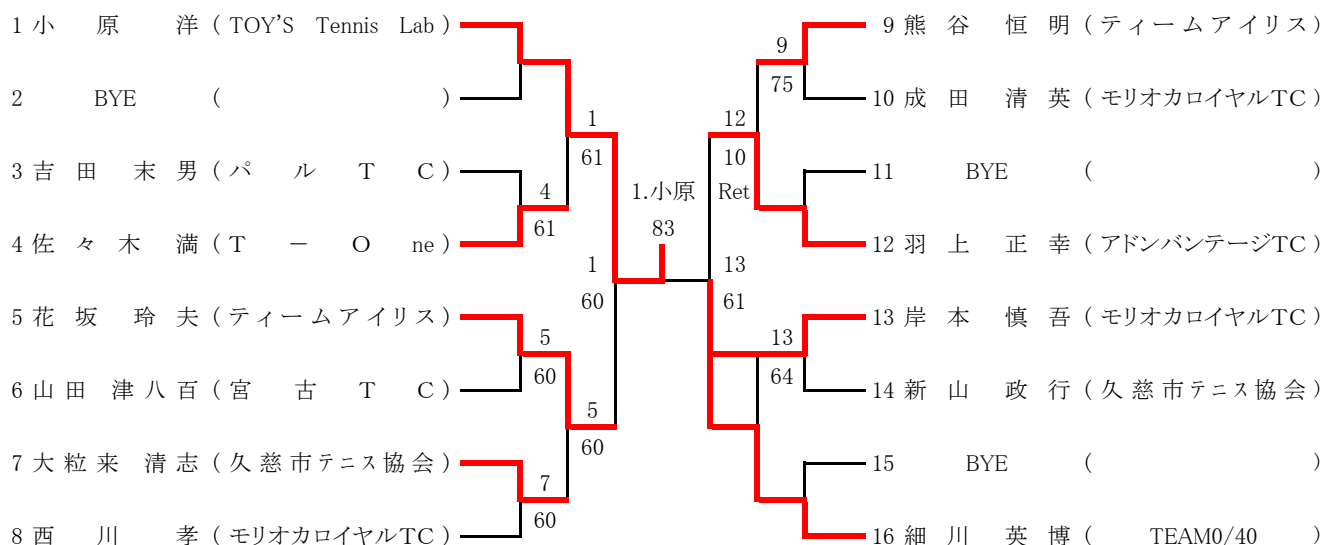 1 小原 洋 ( TOY'S Tennis Lab )
2 BYE ( )
3 吉田 末男 ( パルTC )
4 佐々木 満 ( T－One )
5 花坂 玲夫 ( ティームアイリス )
6 山田 津八百 ( 宮古TC )
7 大粒来 清志 ( 久慈市テニス協会 )
8 西川 孝 ( モリオカロイヤルTC )
4
61
5
60
7
60
1
61
5
60
1
60
1.小原
83
12
10
Ret
13
61
9
75
13
64
9 熊谷 恒明 ( ティームアイリス )
10 成田 清英 ( モリオカロイヤルTC )
11 BYE ( )
12 羽上 正幸 ( アドンバンテージTC )
13 岸本 慎吾 ( モリオカロイヤルTC )
14 新山 政行 ( 久慈市テニス協会 )
15 BYE ( )
16 細川 英博 ( TEAM0/40 )